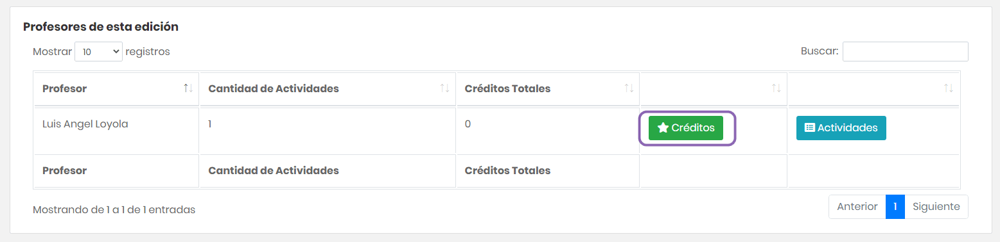 Profesores de esta edición
Mostrar 10 registros
Buscar:
Profesor Cantidad de Actividades Créditos Totales
Luis Angel Loyola 1 0 Créditos Actividades
Profesor Cantidad de Actividades Créditos Totales
Mostrando de 1 a 1 de 1 entradas
Anterior 1 Siguiente